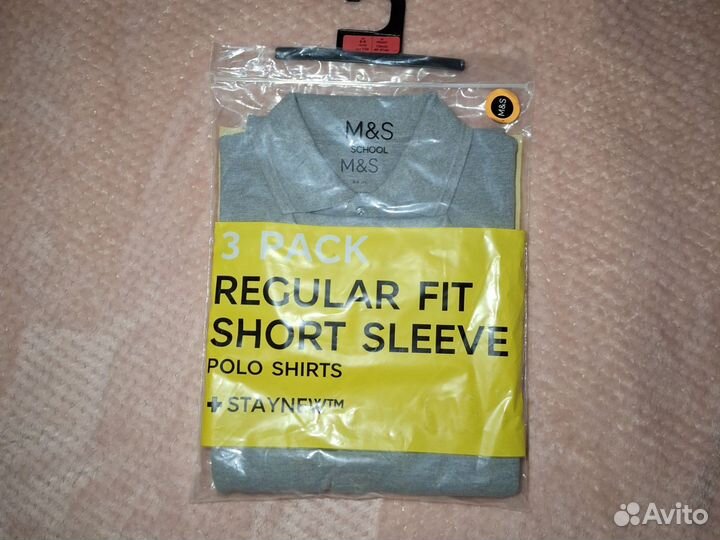 M&S
M&S
SCHOOL
M&S
3 PACK
REGULAR FIT
SHORT SLEEVE
POLO SHIRTS
+ STAYNEW™
Avito